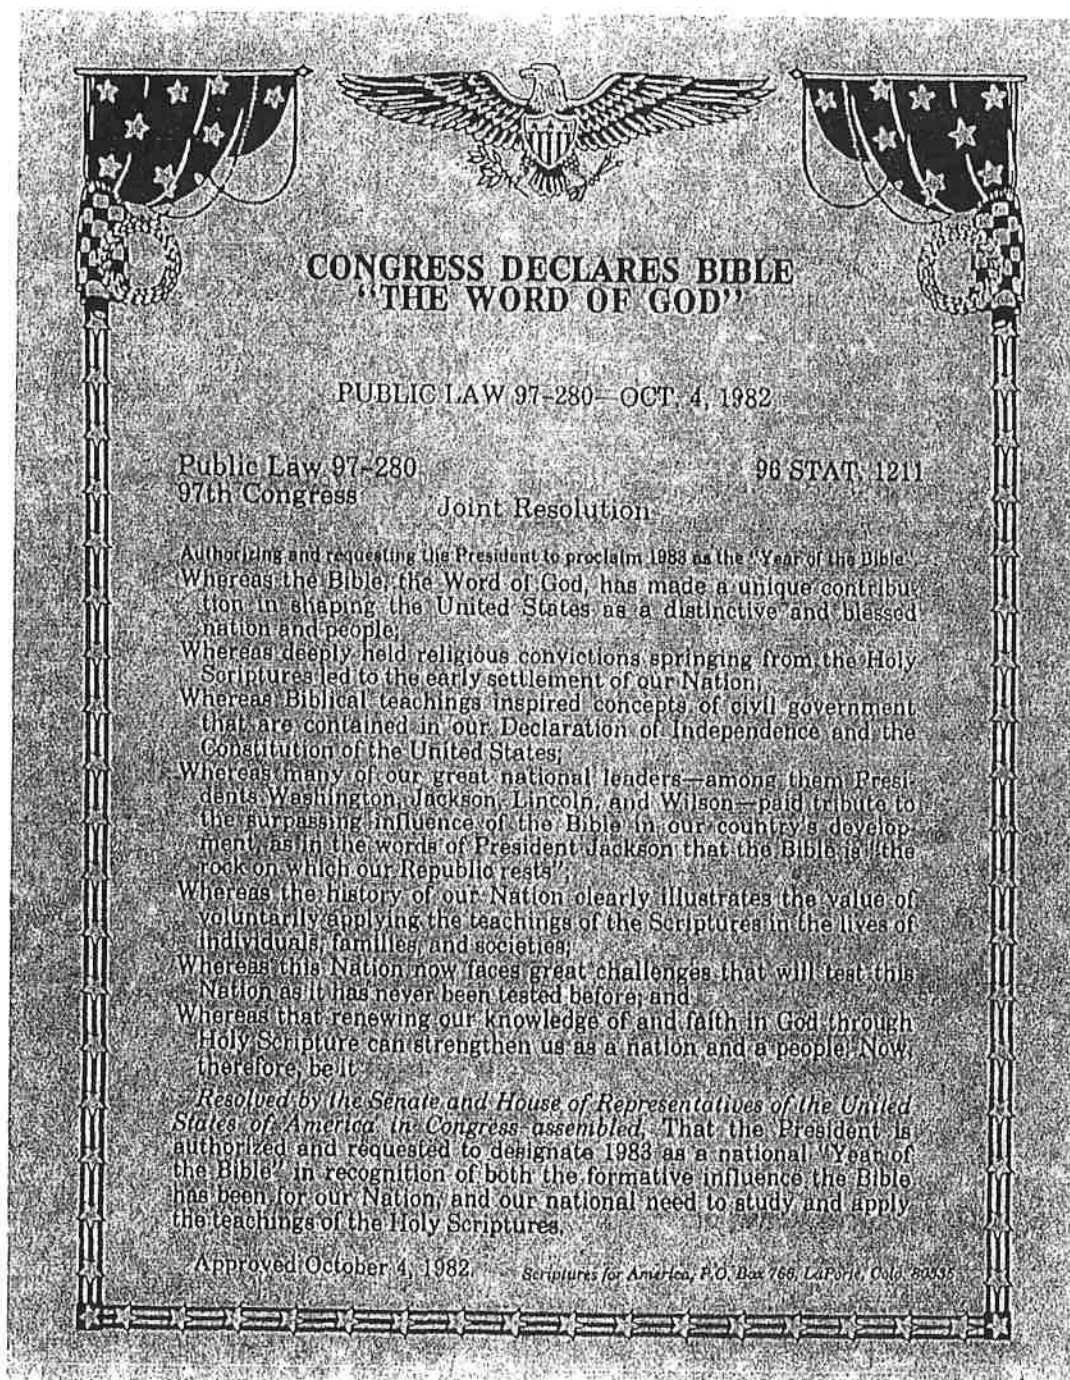 CONGRESS DECLARES BIBLE
"THE WORD OF GOD"
PUBLIC LAW 97-280—OCT. 4, 1982
Public Law 97-280 96 STAT. 1211
97th Congress
Joint Resolution
Authorizing and requesting the President to proclaim 1983 as the "Year of the Bible".
Whereas the Bible, the Word of God, has made a unique contribu-
tion in shaping the United States as a distinctive and blessed
nation and people;
Whereas deeply held religious convictions springing from the Holy
Scriptures led to the early settlement of our Nation;
Whereas Biblical teachings inspired concepts of civil government
that are contained in our Declaration of Independence and the
Constitution of the United States;
Whereas many of our great national leaders—among them Presi-
dents Washington, Jackson, Lincoln, and Wilson—paid tribute to
the surpassing influence of the Bible in our country's develop-
ment, as in the words of President Jackson that the Bible is "the
rock on which our Republic rests";
Whereas the history of our Nation clearly illustrates the value of
voluntarily applying the teachings of the Scriptures in the lives of
individuals, families, and societies;
Whereas this Nation now faces great challenges that will test this
Nation as it has never been tested before; and
Whereas that renewing our knowledge of and faith in God through
Holy Scripture can strengthen us as a nation and a people: Now,
therefore, be it
Resolved by the Senate and House of Representatives of the United
States of America in Congress assembled, That the President is
authorized and requested to designate 1983 as a national "Year of
the Bible" in recognition of both the formative influence the Bible
has been for our Nation, and our national need to study and apply
the teachings of the Holy Scriptures.
Approved October 4, 1982. Scriptures for America, P.O. Box 766, LaPorte, Colo. 80535